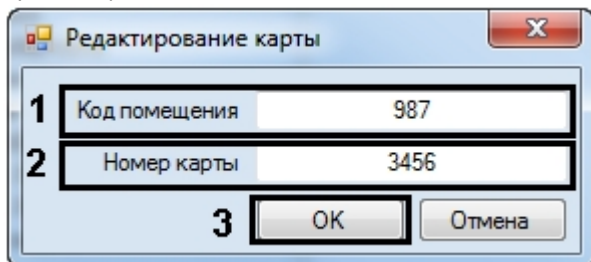 Редактирование карты
1 Код помещения 987
2 Номер карты 3456
3 OK Отмена